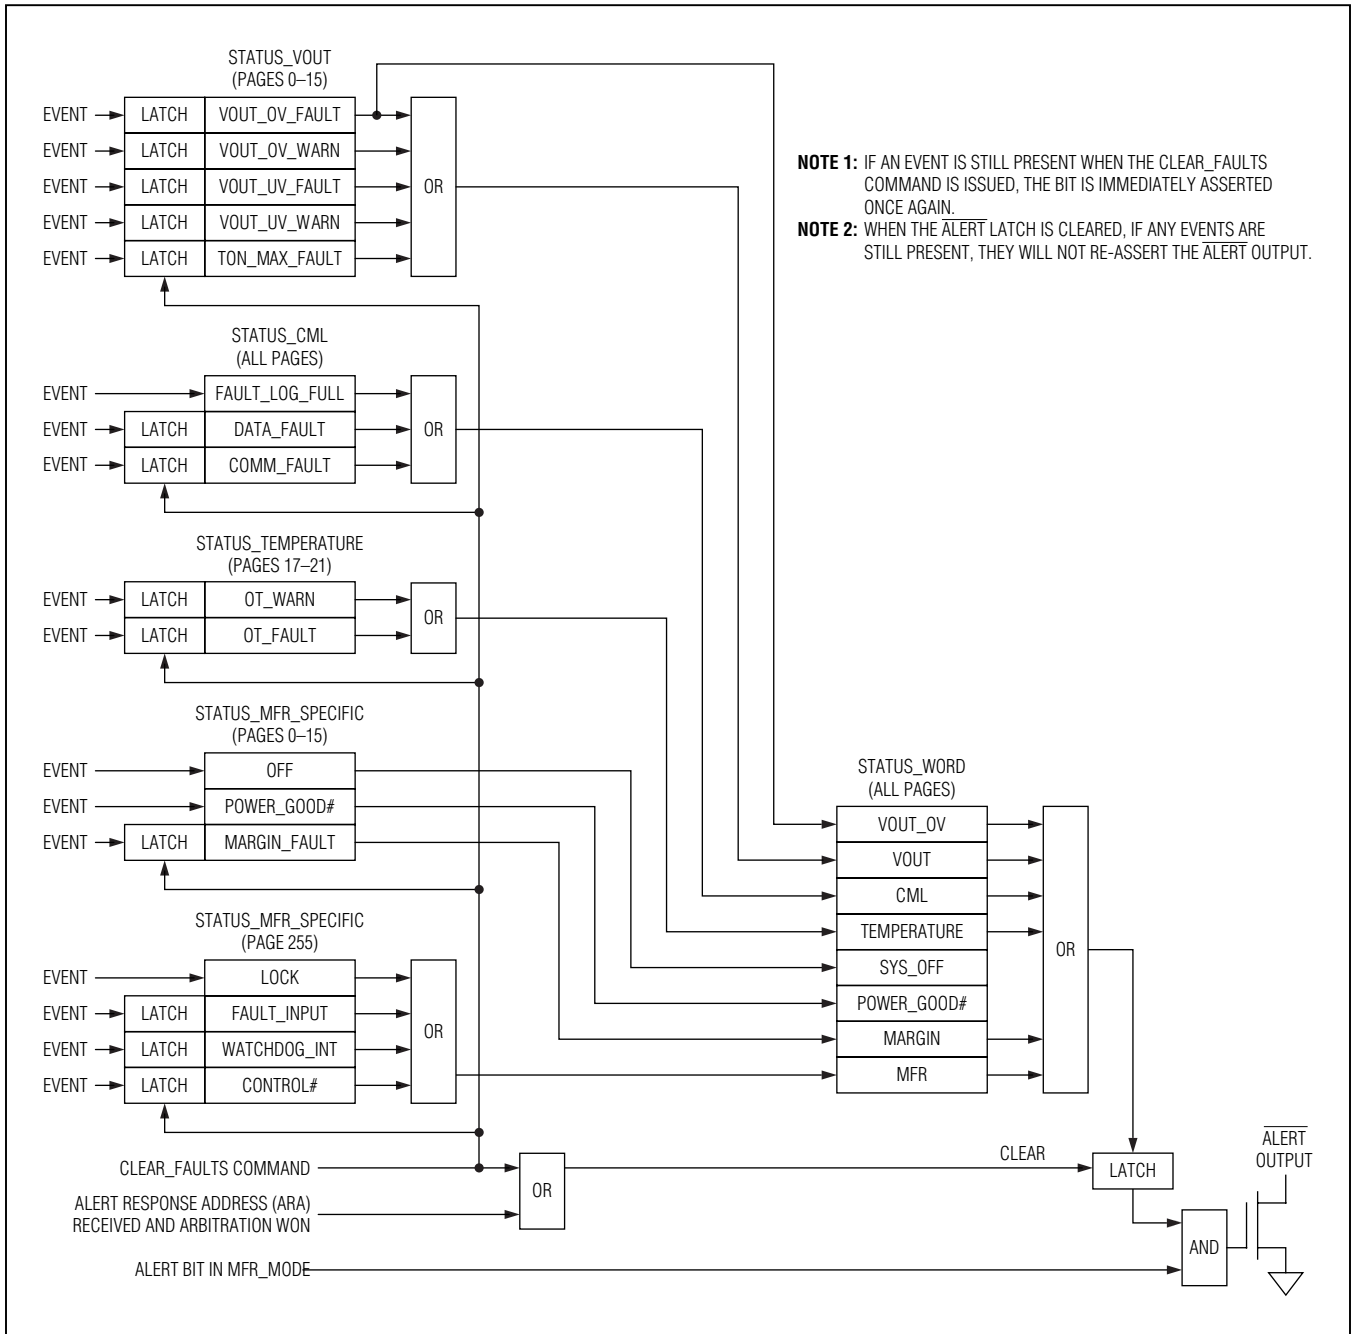 STATUS_VOUT
(PAGES 0–15)
EVENT LATCH VOUT_OV_FAULT
EVENT LATCH VOUT_OV_WARN
EVENT LATCH VOUT_UV_FAULT
EVENT LATCH VOUT_UV_WARN
EVENT LATCH TON_MAX_FAULT
OR
NOTE 1: IF AN EVENT IS STILL PRESENT WHEN THE CLEAR_FAULTS
COMMAND IS ISSUED, THE BIT IS IMMEDIATELY ASSERTED
ONCE AGAIN.
NOTE 2: WHEN THE ALERT LATCH IS CLEARED, IF ANY EVENTS ARE
STILL PRESENT, THEY WILL NOT RE-ASSERT THE ALERT OUTPUT.
STATUS_CML
(ALL PAGES)
EVENT FAULT_LOG_FULL
EVENT LATCH DATA_FAULT
EVENT LATCH COMM_FAULT
OR
STATUS_TEMPERATURE
(PAGES 17–21)
EVENT LATCH OT_WARN
EVENT LATCH OT_FAULT
OR
STATUS_MFR_SPECIFIC
(PAGES 0–15)
EVENT OFF
EVENT POWER_GOOD#
EVENT LATCH MARGIN_FAULT
STATUS_MFR_SPECIFIC
(PAGE 255)
EVENT LOCK
EVENT LATCH FAULT_INPUT
EVENT LATCH WATCHDOG_INT
EVENT LATCH CONTROL#
OR
STATUS_WORD
(ALL PAGES)
VOUT_OV
VOUT
CML
TEMPERATURE
SYS_OFF
POWER_GOOD#
MARGIN
MFR
OR
CLEAR_FAULTS COMMAND
ALERT RESPONSE ADDRESS (ARA)
RECEIVED AND ARBITRATION WON
OR
CLEAR
LATCH
ALERT
OUTPUT
ALERT BIT IN MFR_MODE
AND